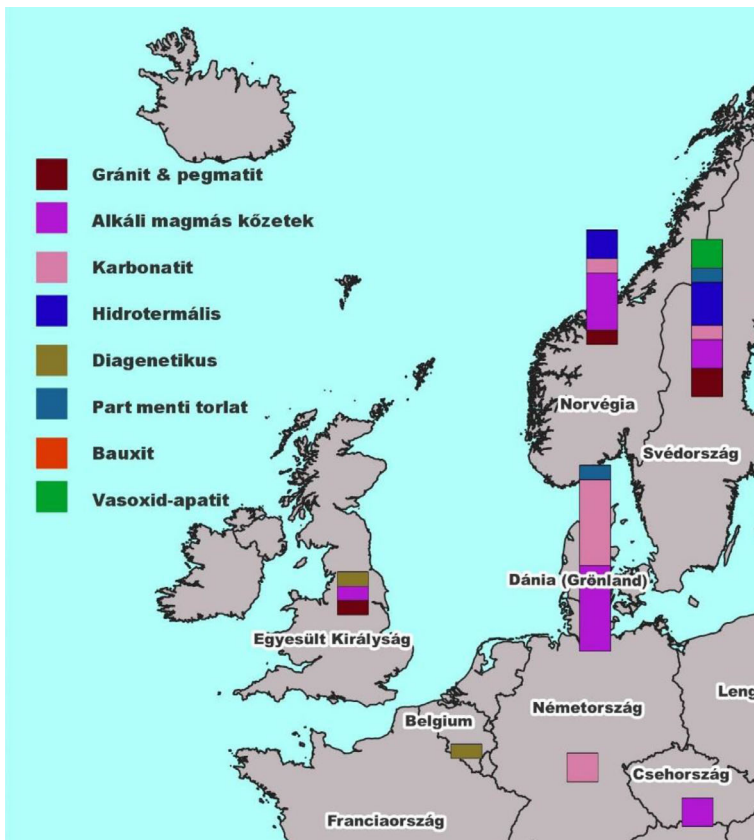 Gránit & pegmatit
Alkáli magmás kőzetek
Karbonatit
Hidrotermális
Diagenetikus
Part menti torlat
Bauxit
Vasoxid-apatit
Norvégia
Svédország
Dánia (Grönland)
Egyesült Királyság
Németország
Leng
Belgium
Csehország
Franciaország